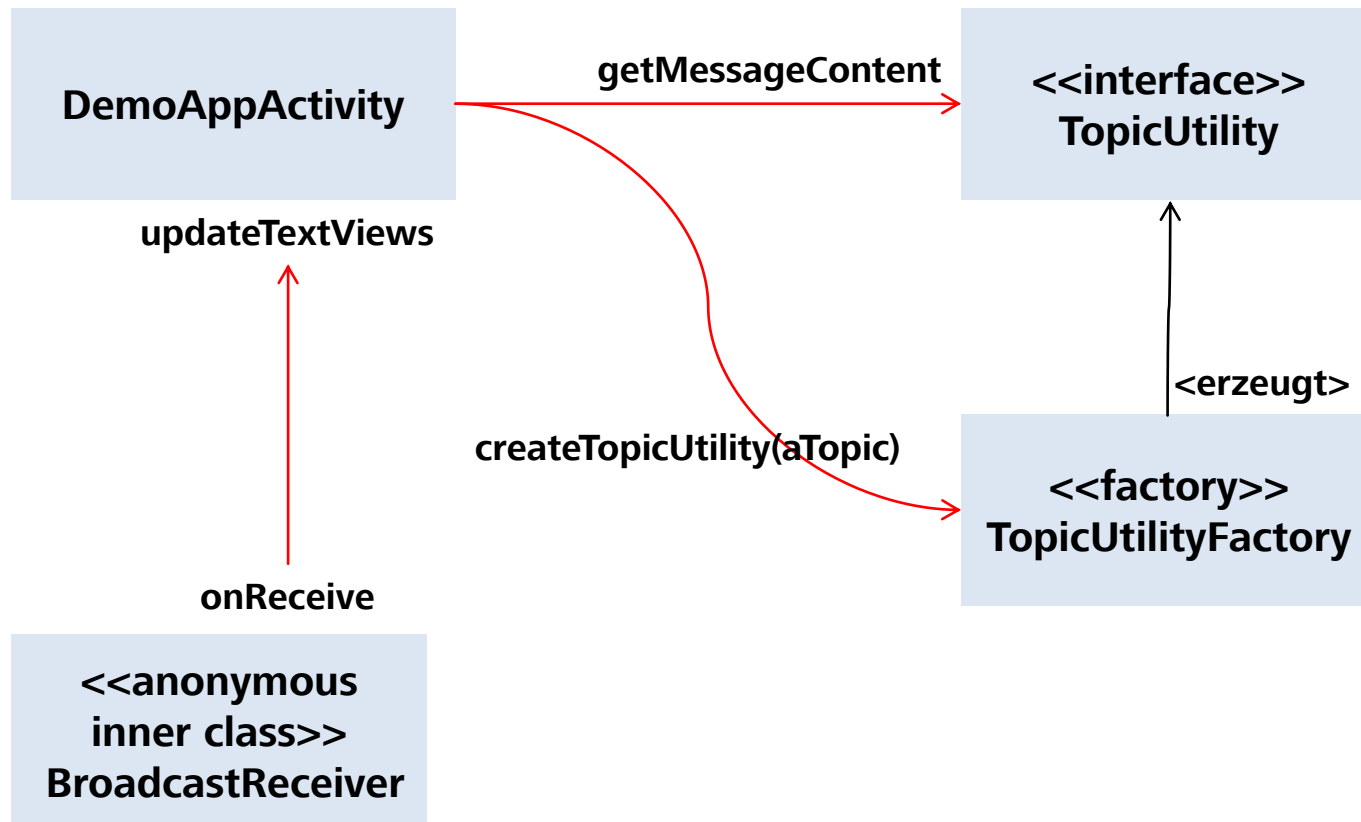 DemoAppActivity
getMessageContent
<<interface>>
TopicUtility
updateTextViews
<erzeugt>
createTopicUtility(aTopic)
<<factory>>
TopicUtilityFactory
onReceive
<<anonymous
inner class>>
BroadcastReceiver